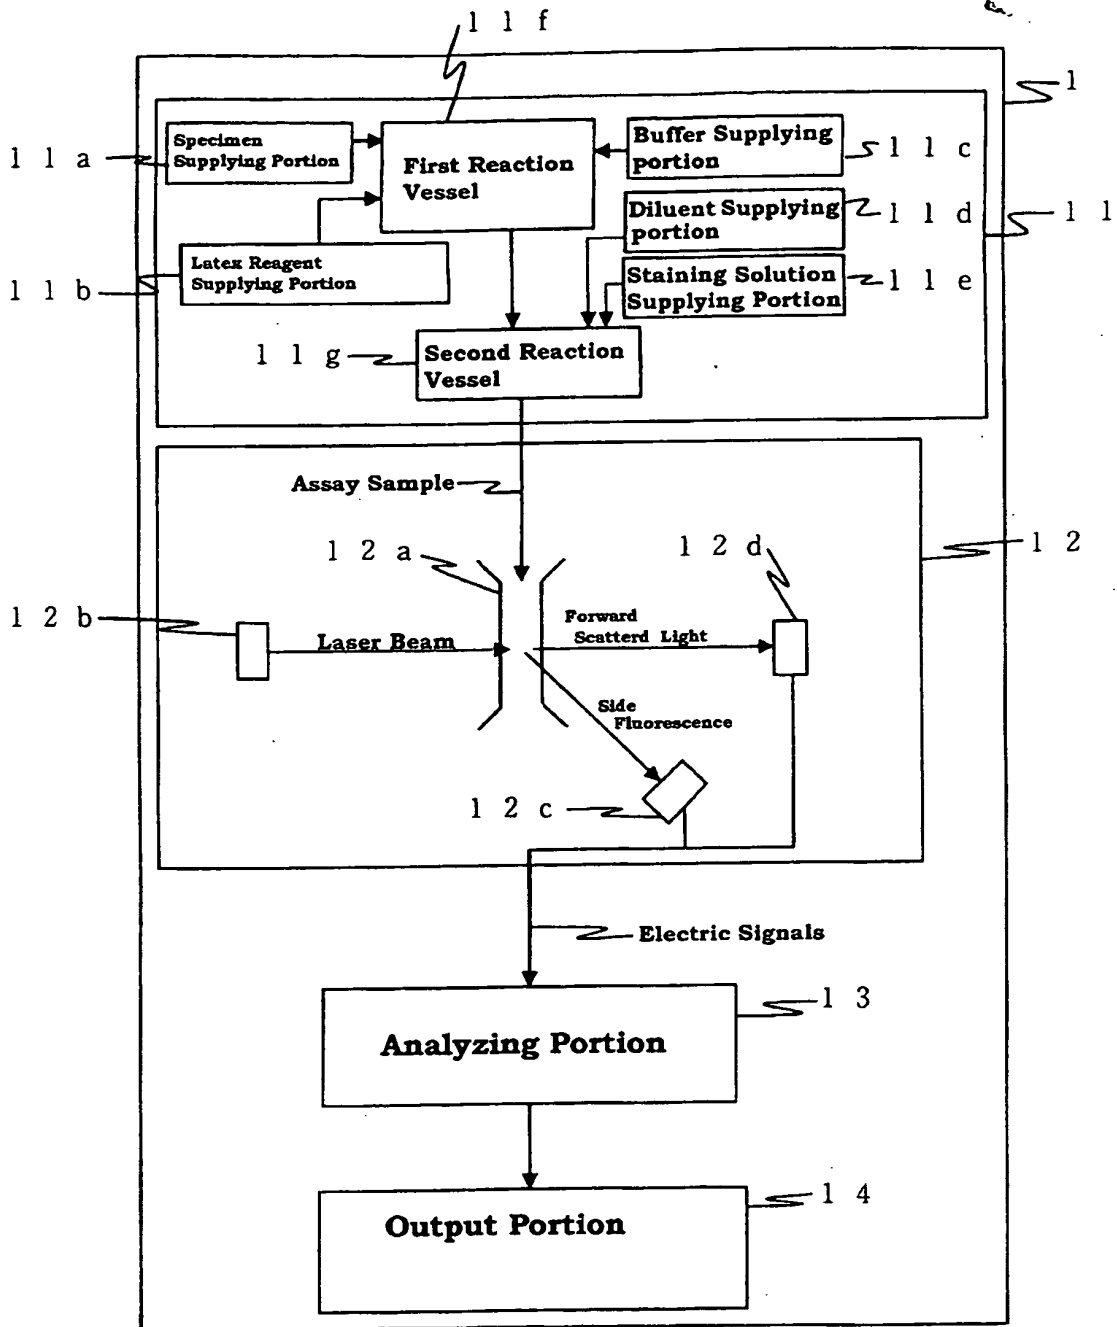 1 1 f
1
Specimen
Supplying Portion
1 1 a
First Reaction
Vessel
Buffer Supplying
portion
1 1 c
Diluent Supplying
portion
1 1 d
1 1
Latex Reagent
Supplying Portion
1 1 b
Staining Solution
Supplying Portion
1 1 e
1 1 g
Second Reaction
Vessel
Assay Sample
1 2 a
1 2 d
1 2
1 2 b
Laser Beam
Forward
Scatterd Light
Side
Fluorescence
1 2 c
Electric Signals
1 3
Analyzing Portion
1 4
Output Portion